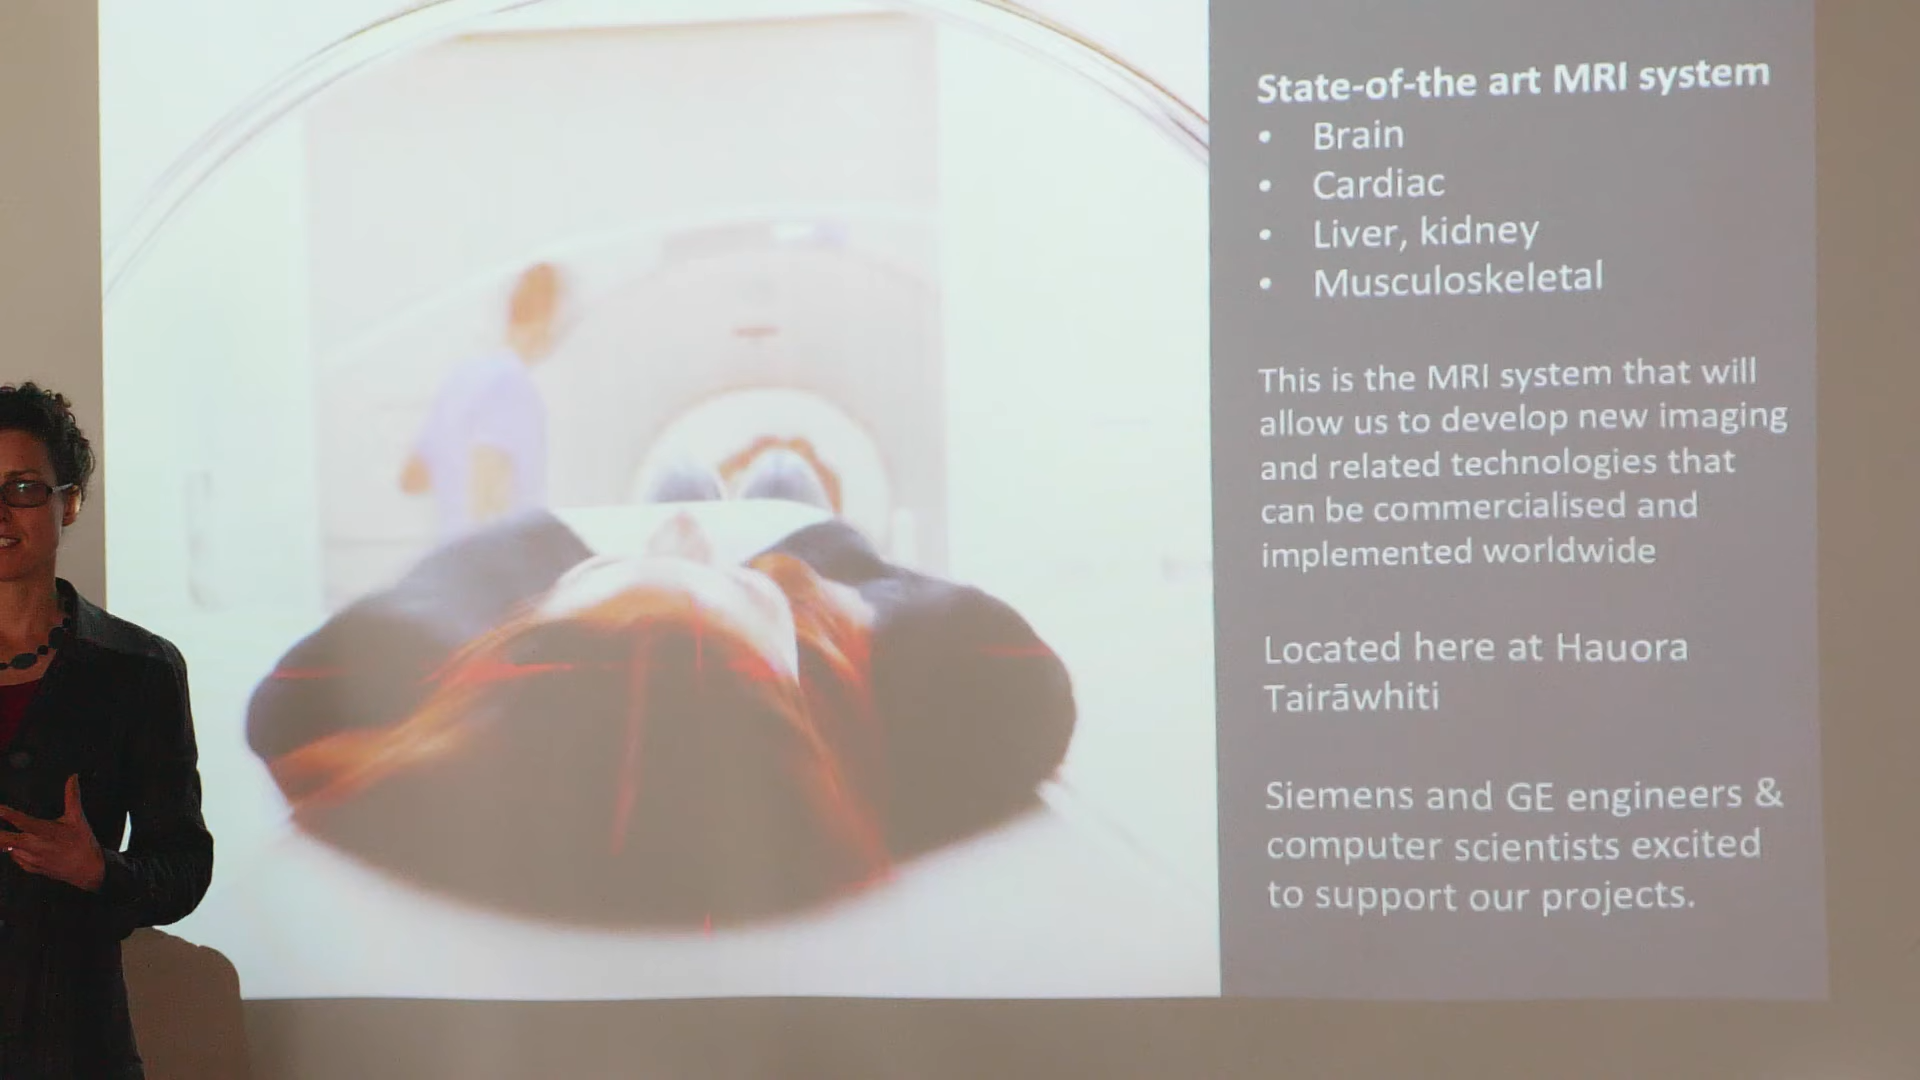 State-of-the art MRI system
• Brain
• Cardiac
• Liver, kidney
• Musculoskeletal
This is the MRI system that will
allow us to develop new imaging
and related technologies that
can be commercialised and
implemented worldwide
Located here at Hauora
Tairāwhiti
Siemens and GE engineers &
computer scientists excited
to support our projects.